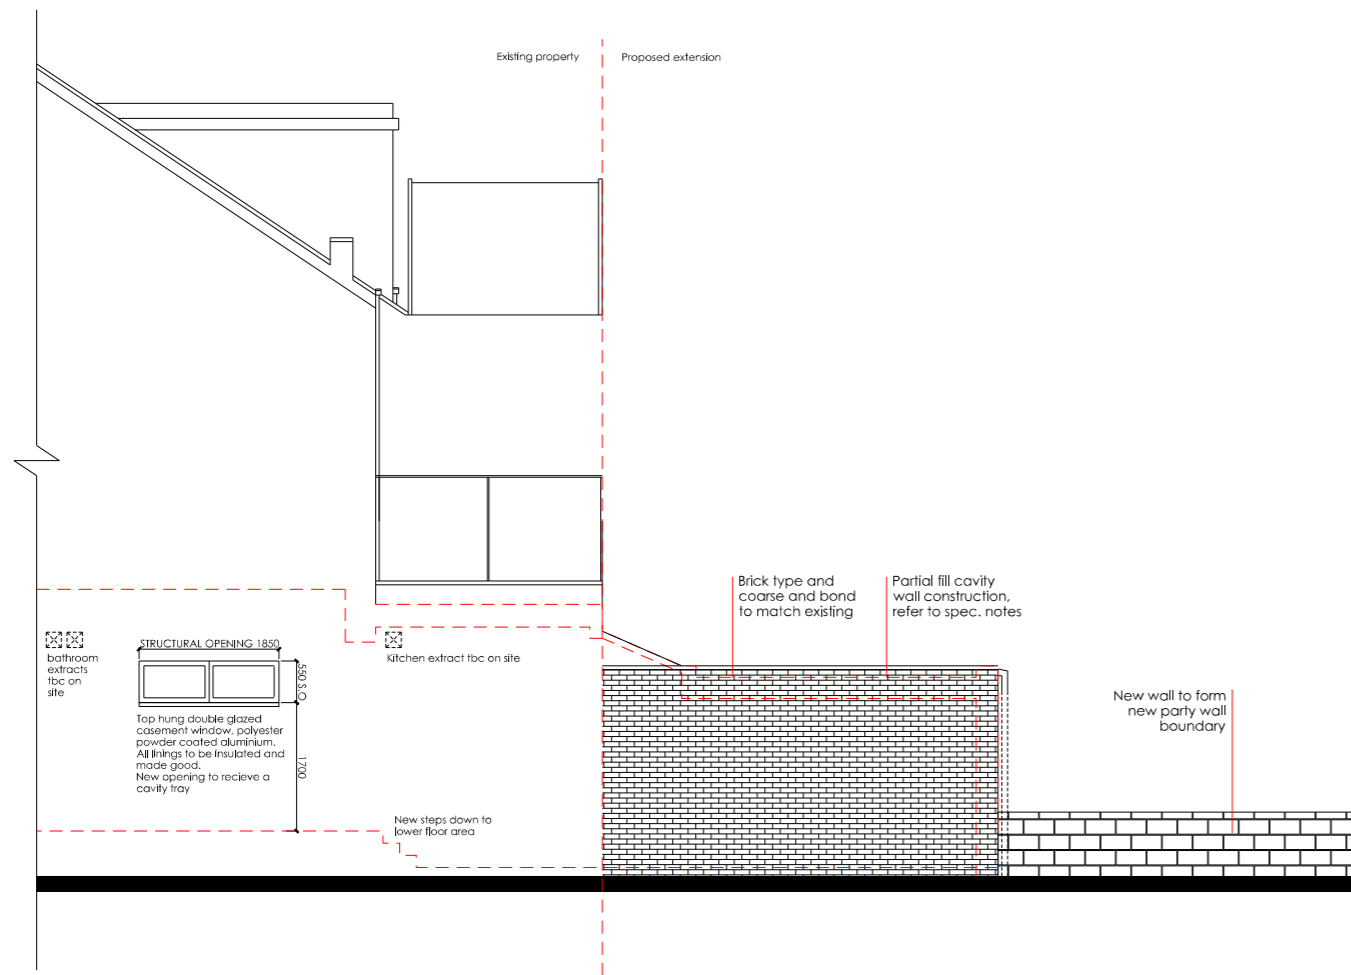 Existing property
Proposed extension
Brick type and
coarse and bond
to match existing
Partial fill cavity
wall construction,
refer to spec. notes
bathroom
extracts
tbc on
site
STRUCTURAL OPENING 1850
550 S.O
Kitchen extract tbc on site
New wall to form
new party wall
boundary
Top hung double glazed
casement window, polyester
powder coated aluminium.
All linings to be insulated and
made good.
New opening to recieve a
cavity tray
1700
New steps down to
lower floor area